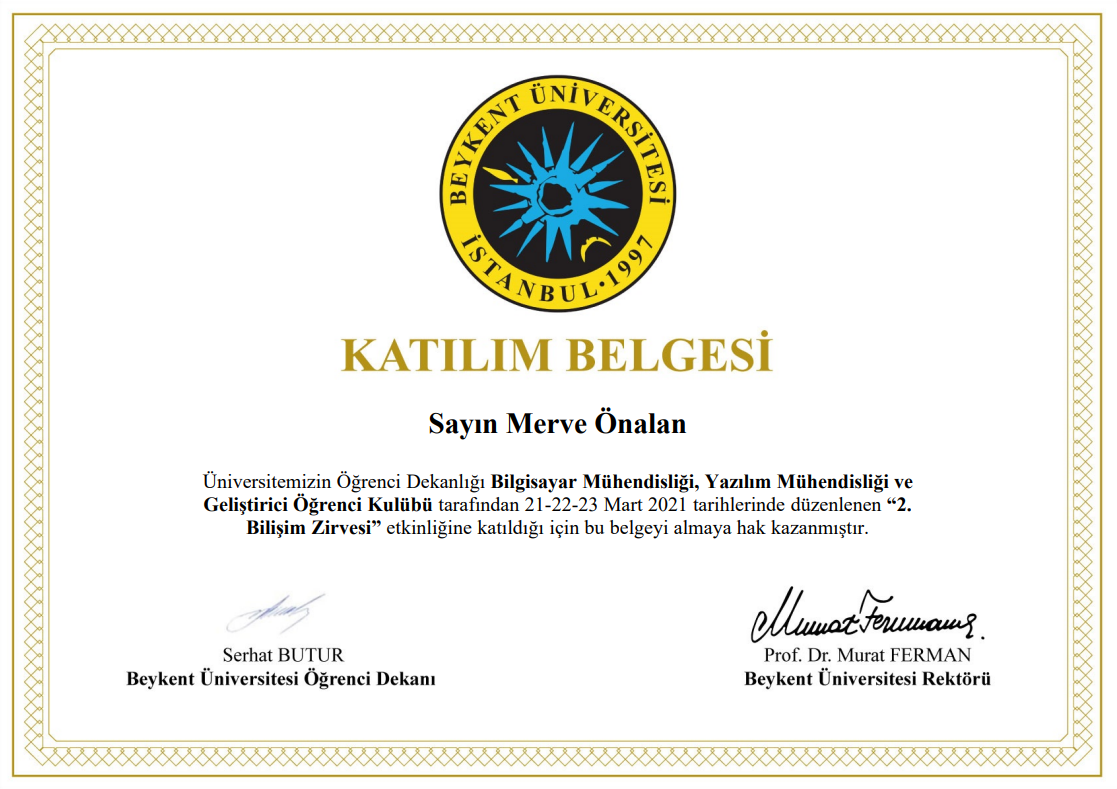 BEYKENT ÜNİVERSİTESİ
İSTANBUL·1997
KATILIM BELGESİ
Sayın Merve Önalan
Üniversitemizin Öğrenci Dekanlığı Bilgisayar Mühendisliği, Yazılım Mühendisliği ve
Geliştirici Öğrenci Kulübü tarafından 21-22-23 Mart 2021 tarihlerinde düzenlenen “2.
Bilişim Zirvesi” etkinliğine katıldığı için bu belgeyi almaya hak kazanmıştır.
Serhat BUTUR
Beykent Üniversitesi Öğrenci Dekanı
Prof. Dr. Murat FERMAN
Beykent Üniversitesi Rektörü